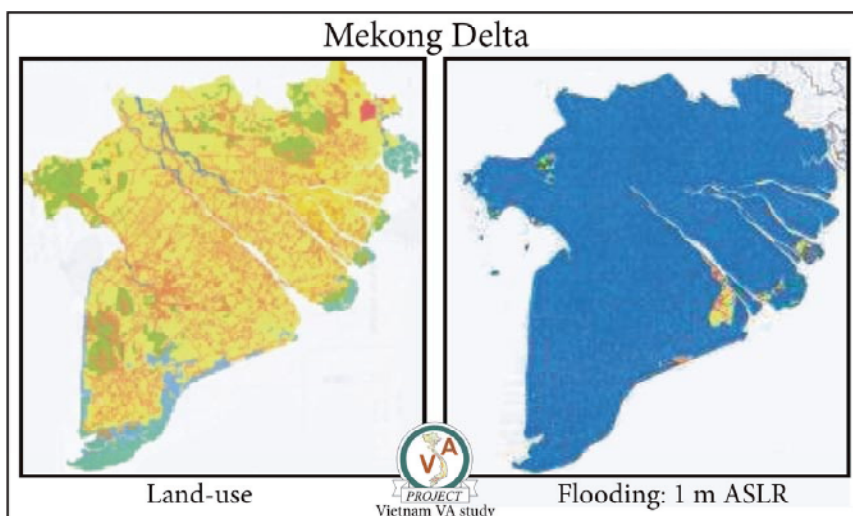 Mekong Delta
Land-use
V A
PROJECT
Vietnam VA study
Flooding: 1 m ASLR